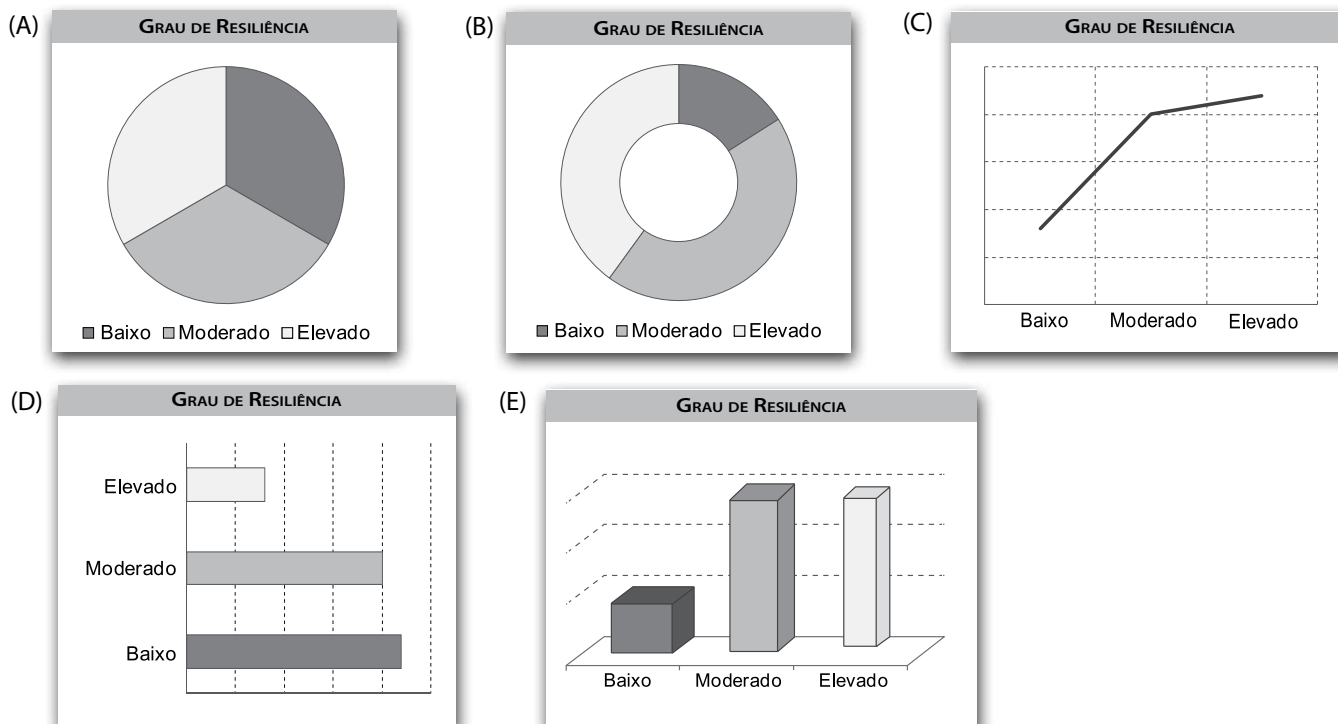 (A)
GRAU DE RESILIÊNCIA
Baixo Moderado Elevado
(B)
GRAU DE RESILIÊNCIA
Baixo Moderado Elevado
(C)
GRAU DE RESILIÊNCIA
Baixo Moderado Elevado
(D)
GRAU DE RESILIÊNCIA
Elevado
Moderado
Baixo
(E)
GRAU DE RESILIÊNCIA
Baixo Moderado Elevado